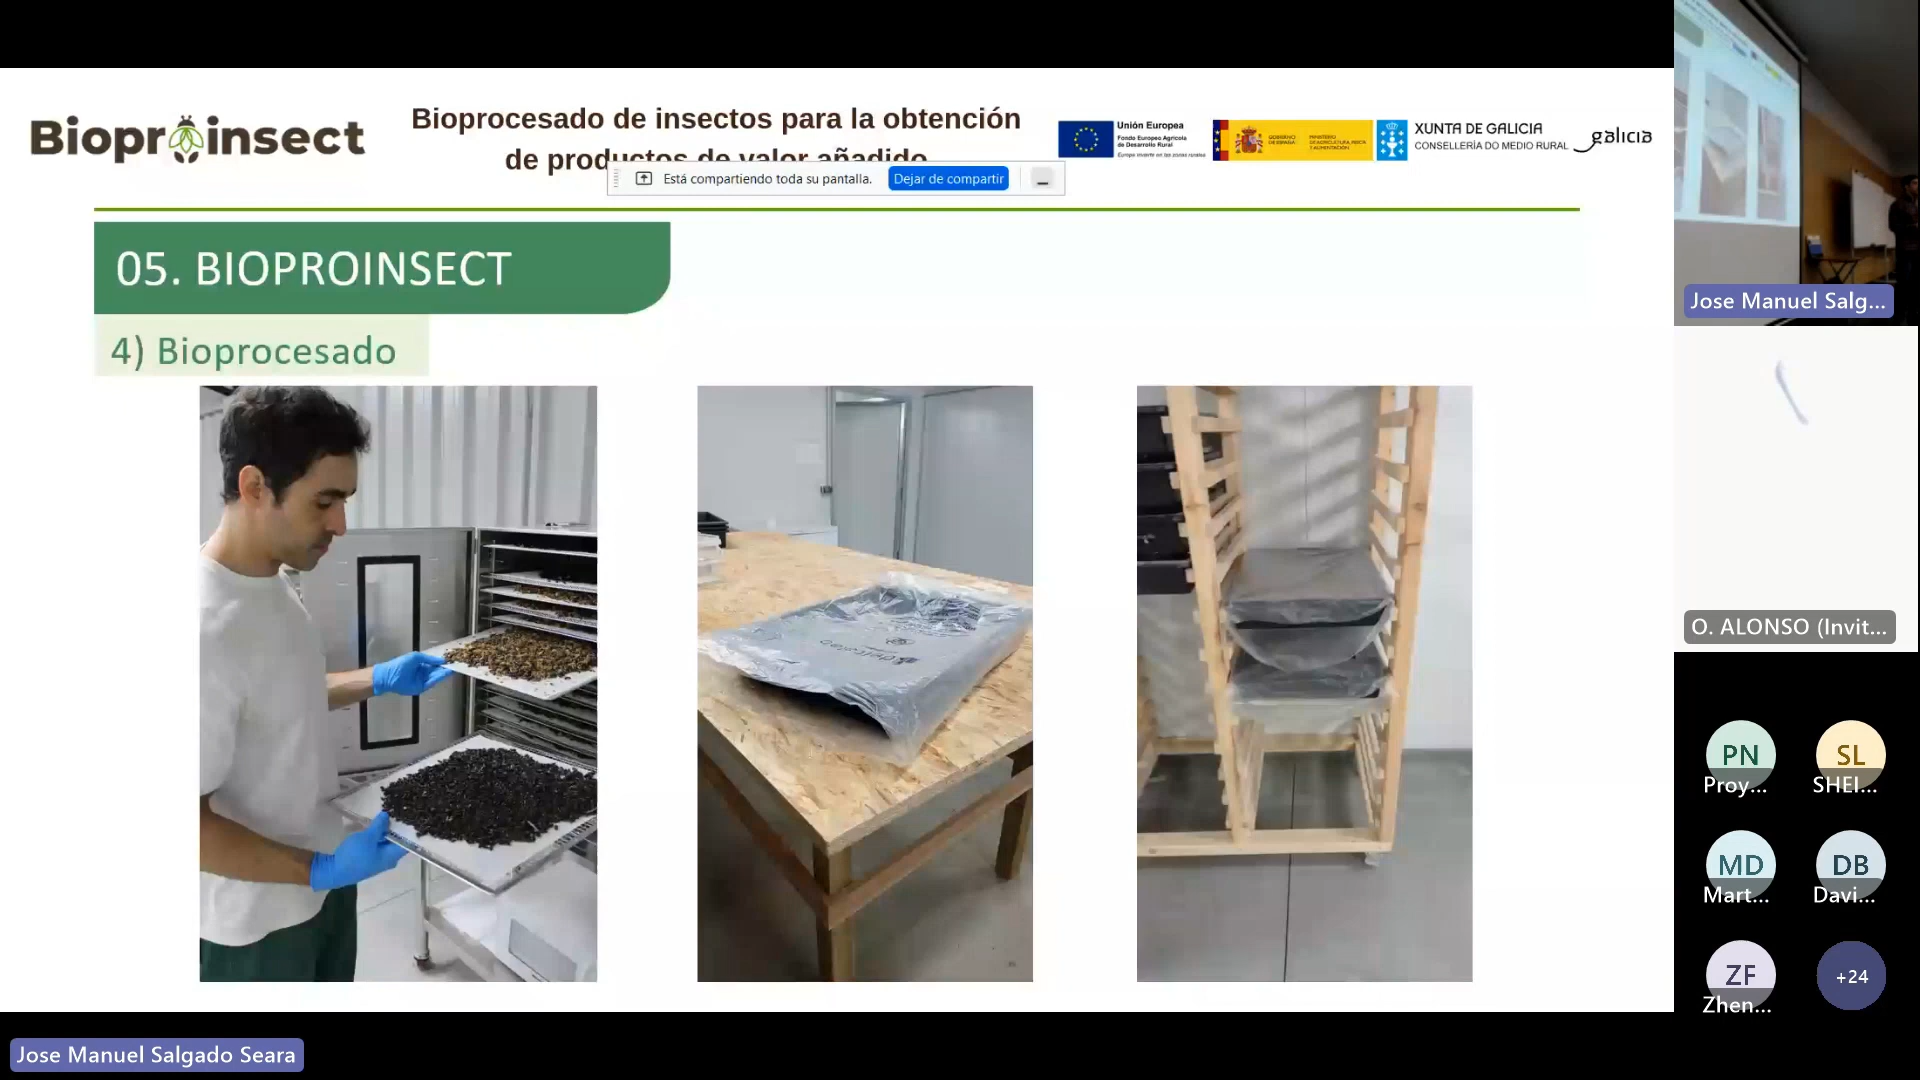 Bioproinsect
Bioprocesado de insectos para la obtención
de productos de valor añadido
Unión Europea
Fondo Europeo Agrícola
de Desarrollo Rural
Europa invierte en las zonas rurales
GOBIERNO
DE ESPAÑA
MINISTERIO
DE AGRICULTURA, PESCA
Y ALIMENTACIÓN
XUNTA DE GALICIA
CONSELLERÍA DO MEDIO RURAL
galicia
Está compartiendo toda su pantalla.
Dejar de compartir
05. BIOPROINSECT
4) Bioprocesado
Jose Manuel Salg...
O. ALONSO (Invit...
PN
Proy...
SL
SHEI...
MD
Mart...
DB
Davi...
ZF
Zhen...
+24
Jose Manuel Salgado Seara